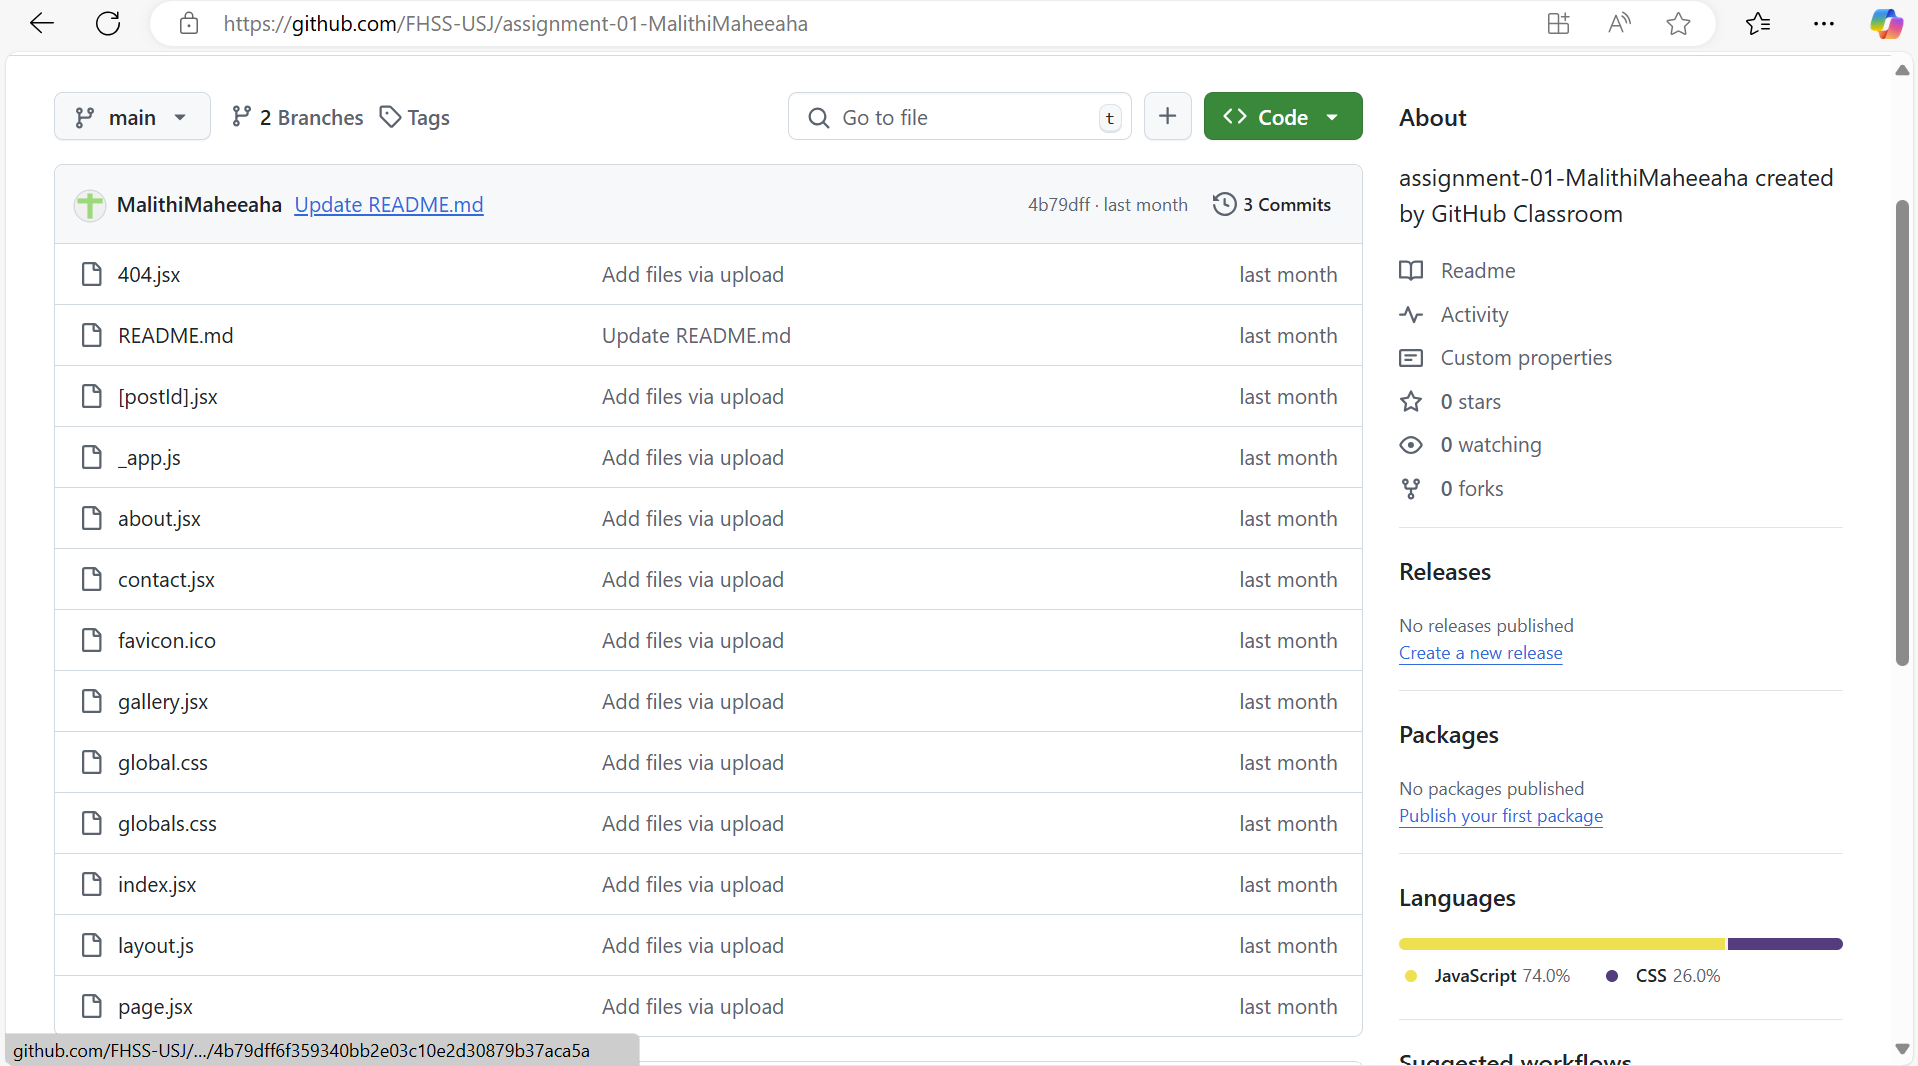 https://github.com/FHSS-USJ/assignment-01-MalithiMaheeaha
main
2 Branches
Tags
Go to file
t
Code
MalithiMaheeaha Update README.md
4b79dff · last month
3 Commits
404.jsx Add files via upload last month
README.md Update README.md last month
[postId].jsx Add files via upload last month
_app.js Add files via upload last month
about.jsx Add files via upload last month
contact.jsx Add files via upload last month
favicon.ico Add files via upload last month
gallery.jsx Add files via upload last month
global.css Add files via upload last month
globals.css Add files via upload last month
index.jsx Add files via upload last month
layout.js Add files via upload last month
page.jsx Add files via upload last month
About
assignment-01-MalithiMaheeaha created
by GitHub Classroom
Readme
Activity
Custom properties
0 stars
0 watching
0 forks
Releases
No releases published
Create a new release
Packages
No packages published
Publish your first package
Languages
JavaScript 74.0%
CSS 26.0%
Suggested workflows
github.com/FHSS-USJ/.../4b79dff6f359340bb2e03c10e2d30879b37aca5a